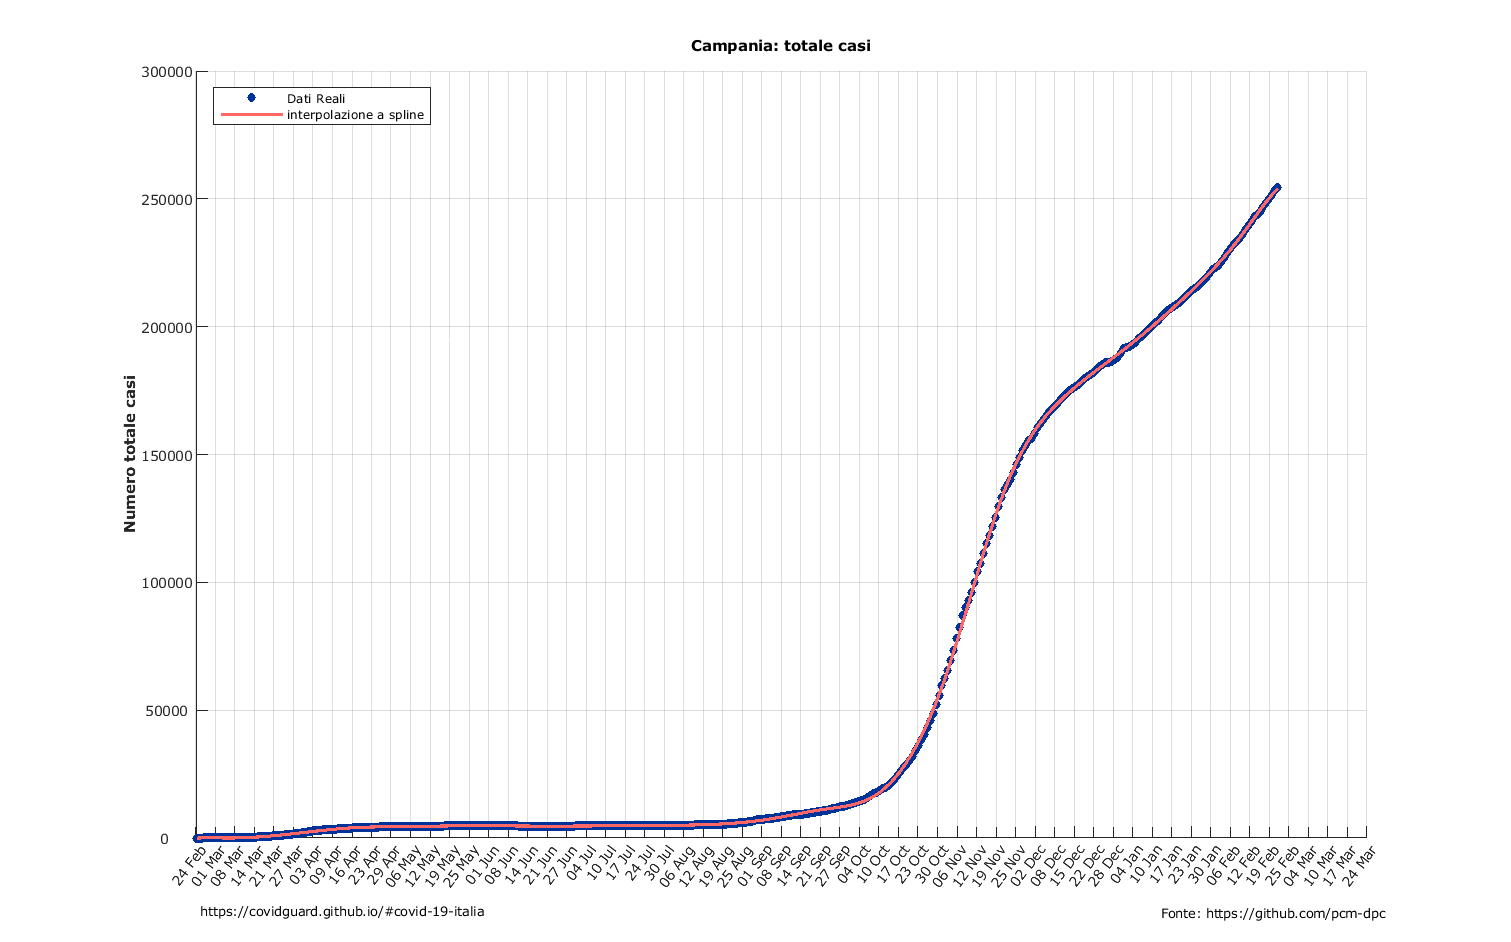 Campania: totale casi
300000
250000
200000
150000
100000
50000
0
Numero totale casi
Dati Reali
interpolazione a spline
24 Feb
01 Mar
08 Mar
14 Mar
21 Mar
27 Mar
03 Apr
09 Apr
16 Apr
23 Apr
29 Apr
06 May
12 May
19 May
25 May
01 Jun
08 Jun
14 Jun
21 Jun
27 Jun
04 Jul
10 Jul
17 Jul
24 Jul
30 Jul
06 Aug
12 Aug
19 Aug
25 Aug
01 Sep
08 Sep
14 Sep
21 Sep
27 Sep
04 Oct
10 Oct
17 Oct
23 Oct
30 Oct
06 Nov
12 Nov
19 Nov
25 Nov
02 Dec
08 Dec
15 Dec
22 Dec
28 Dec
04 Jan
10 Jan
17 Jan
23 Jan
30 Jan
06 Feb
12 Feb
19 Feb
25 Feb
04 Mar
10 Mar
17 Mar
24 Mar
https://covidguard.github.io/#covid-19-italia
Fonte: https://github.com/pcm-dpc